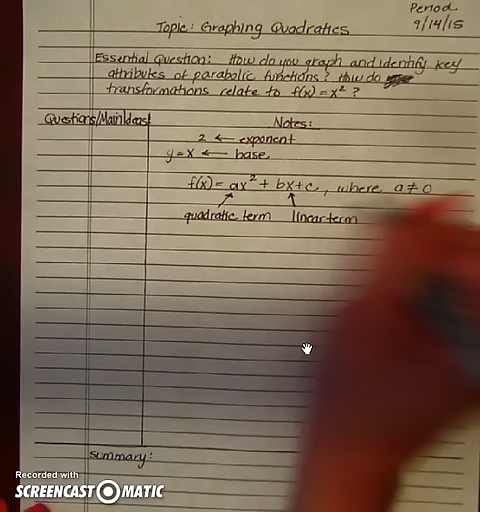 Period
9/14/15
Topic: Graphing Quadratics
Essential Question: How do you graph and identify key
attributes of parabolic functions? How do
transformations relate to f(x) = x² ?
Questions/Main Ideas
Notes:
2 ← exponent
y = x ← base
f(x) = ax² + bx + c, where a ≠ 0
quadratic term linear term
Summary:
Recorded with
SCREENCAST-O-MATIC